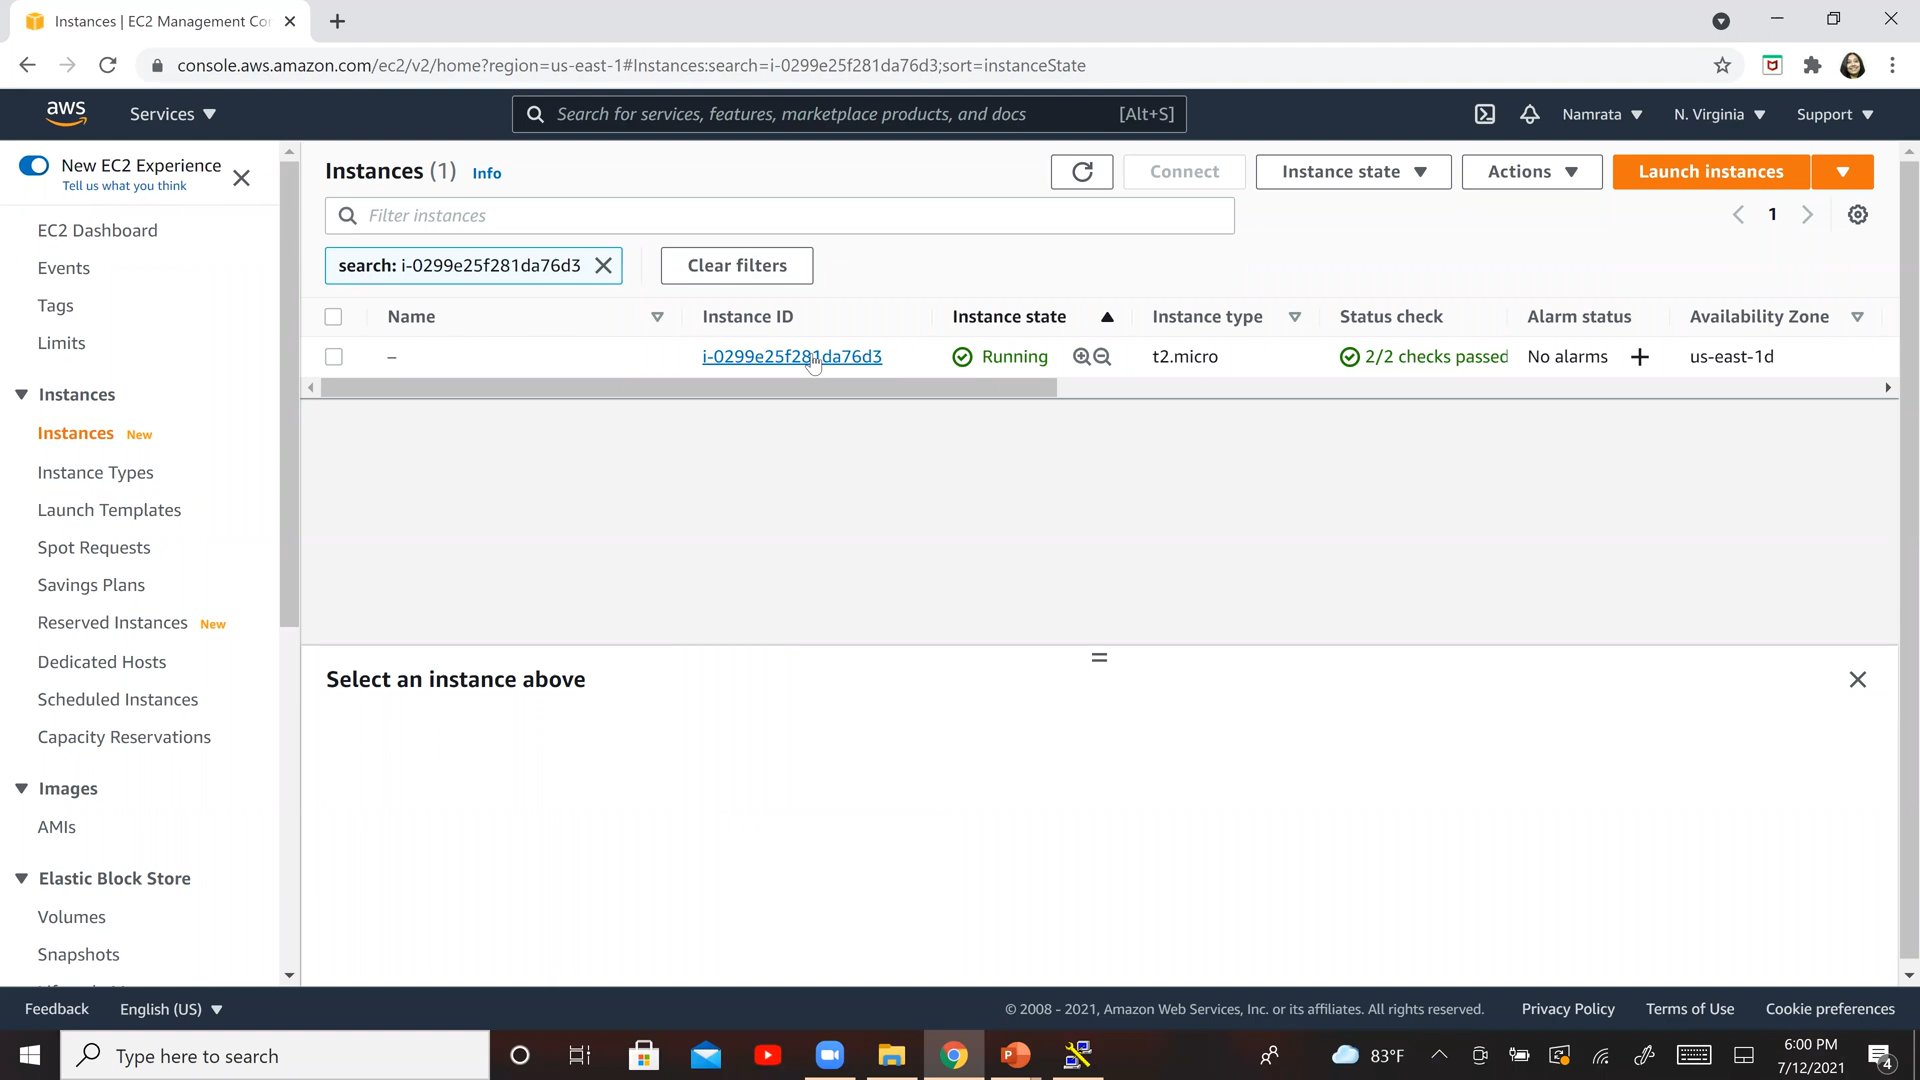 Instances | EC2 Management Con
console.aws.amazon.com/ec2/v2/home?region=us-east-1#Instances:search=i-0299e25f281da76d3;sort=instanceState
aws
Services
Search for services, features, marketplace products, and docs [Alt+S]
Namrata
N. Virginia
Support
New EC2 Experience
Tell us what you think
EC2 Dashboard
Events
Tags
Limits
Instances
Instances New
Instance Types
Launch Templates
Spot Requests
Savings Plans
Reserved Instances New
Dedicated Hosts
Scheduled Instances
Capacity Reservations
Images
AMIs
Elastic Block Store
Volumes
Snapshots
Instances (1) Info
Connect
Instance state
Actions
Launch instances
Filter instances
1
search: i-0299e25f281da76d3
Clear filters
Name Instance ID Instance state Instance type Status check Alarm status Availability Zone
– i-0299e25f281da76d3 Running t2.micro 2/2 checks passed No alarms + us-east-1d
Select an instance above
Feedback English (US) © 2008 - 2021, Amazon Web Services, Inc. or its affiliates. All rights reserved. Privacy Policy Terms of Use Cookie preferences
Type here to search
83°F
6:00 PM
7/12/2021
4